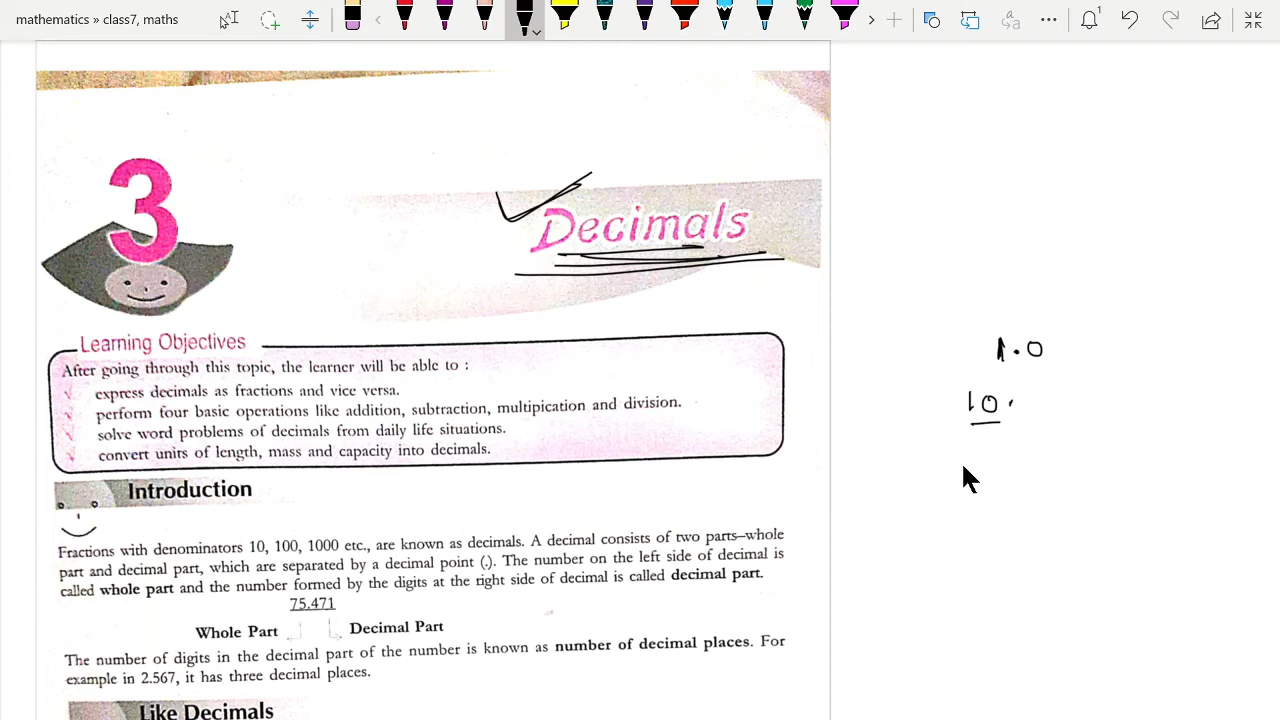 mathematics » class7, maths
3
Decimals
Learning Objectives
After going through this topic, the learner will be able to :
√ express decimals as fractions and vice versa.
√ perform four basic operations like addition, subtraction, multipication and division.
√ solve word problems of decimals from daily life situations.
√ convert units of length, mass and capacity into decimals.
1.0
10.
Introduction
Fractions with denominators 10, 100, 1000 etc., are known as decimals. A decimal consists of two parts–whole
part and decimal part, which are separated by a decimal point (.). The number on the left side of decimal is
called whole part and the number formed by the digits at the right side of decimal is called decimal part.
75.471
Whole Part Decimal Part
The number of digits in the decimal part of the number is known as number of decimal places. For
example in 2.567, it has three decimal places.
Like Decimals